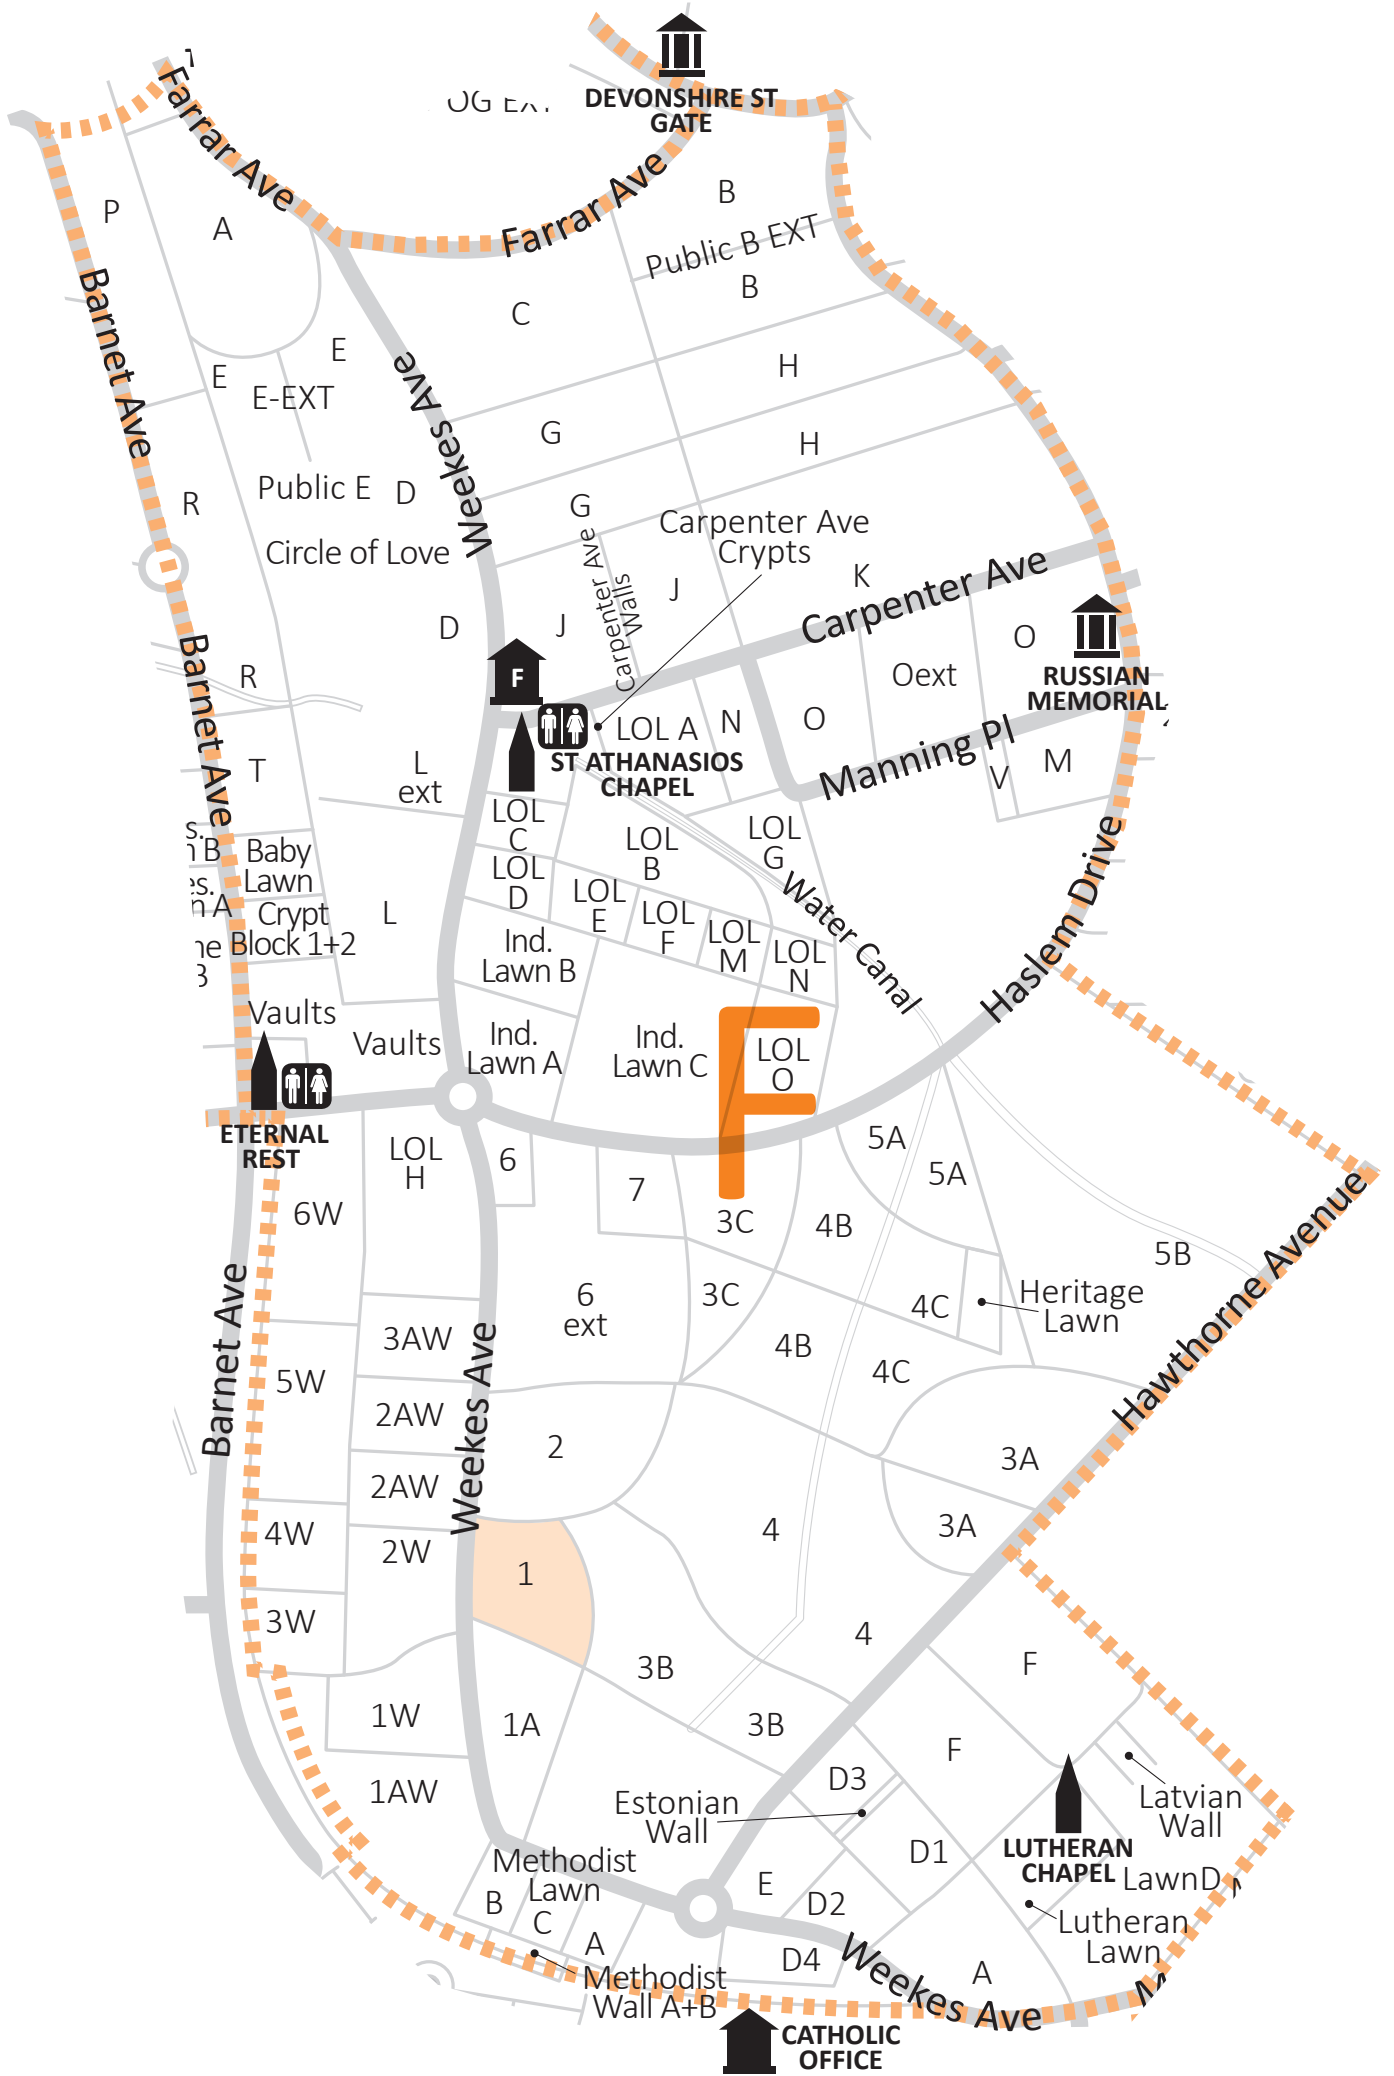 OG EXT
DEVONSHIRE ST
GATE
Farrar Ave
Farrar Ave
P
A
B
Public B EXT
B
C
Barnet Ave
E
E
E-EXT
Weekes Ave
H
G
H
R
Public E
D
G
Carpenter Ave
Crypts
Circle of Love
Carpenter Ave
Walls
J
K
Carpenter Ave
D
J
O
Oext
RUSSIAN
MEMORIAL
Barnet Ave
R
F
LOL A
N
O
ST ATHANASIOS
CHAPEL
Manning Pl
V
M
T
L
ext
LOL
C
LOL
B
LOL
G
Baby
Lawn
LOL
D
LOL
E
LOL
F
LOL
M
LOL
N
Water Canal
Haslem Drive
Crypt
Block 1+2
L
Ind.
Lawn B
Vaults
Vaults
Ind.
Lawn A
Ind.
Lawn C
F
LOL
O
ETERNAL
REST
LOL
H
6
7
5A
5A
6W
3C
4B
5B
Hawthorne Avenue
Barnet Ave
6
ext
3C
4C
Heritage
Lawn
3AW
4B
4C
5W
2AW
Weekes Ave
2
3A
2AW
4
3A
4W
2W
1
3W
4
3B
F
1W
1A
3B
F
1AW
D3
Estonian
Wall
Latvian
Wall
D1
LUTHERAN
CHAPEL
LawnD
Methodist
Lawn
B
C
A
E
D2
Lutheran
Lawn
D4
Weekes Ave
A
Methodist
Wall A+B
CATHOLIC
OFFICE